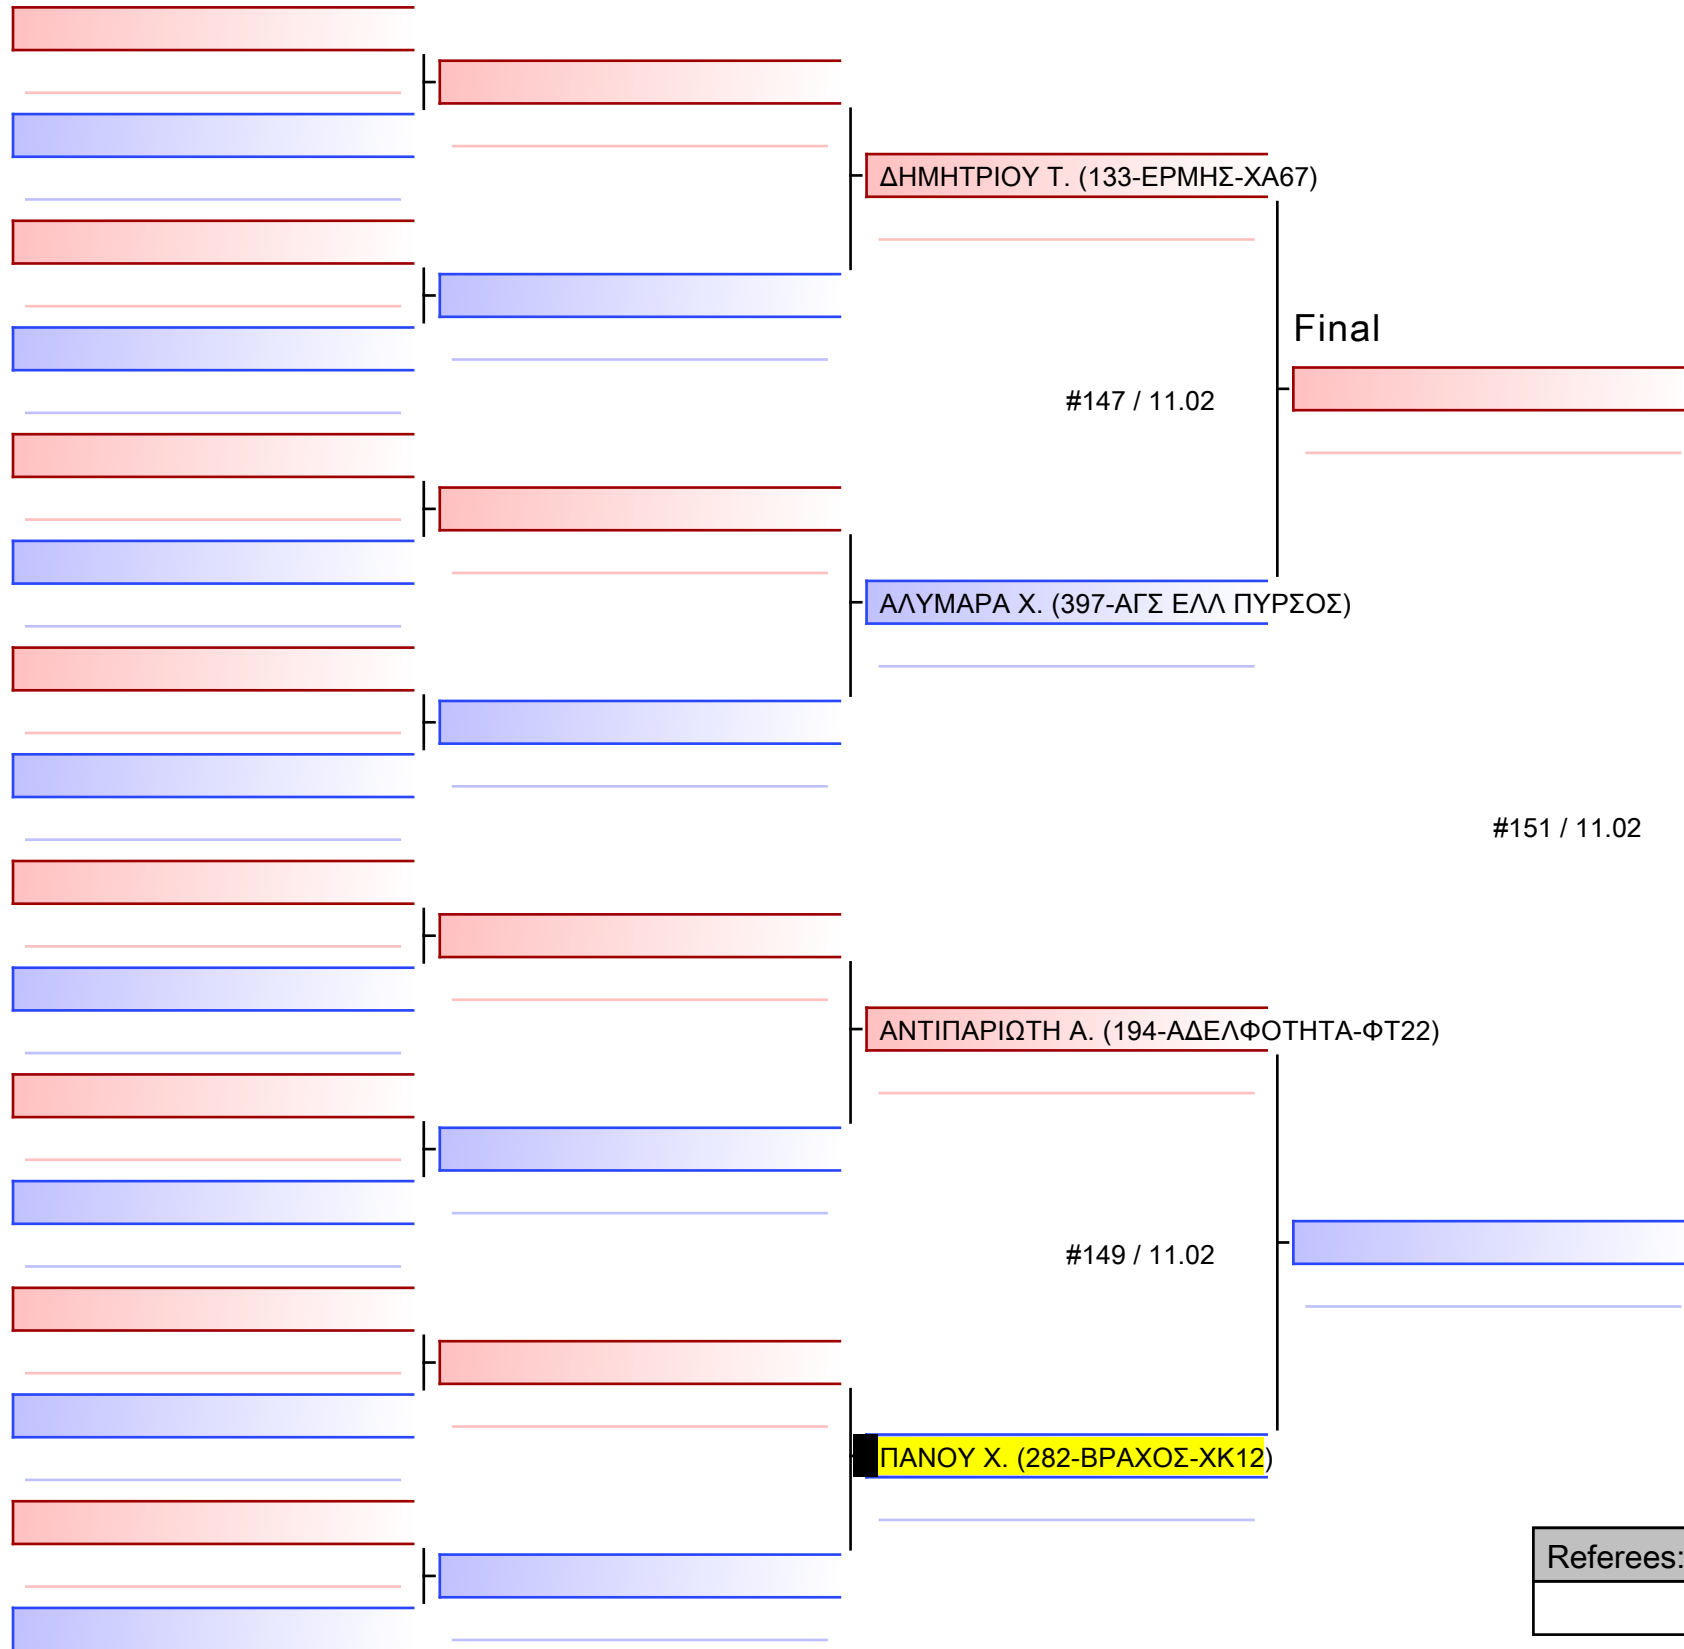 ΔΗΜΗΤΡΙΟΥ Τ. (133-ΕΡΜΗΣ-ΧΑ67)
Final
#147 / 11.02
ΑΛΥΜΑΡΑ Χ. (397-ΑΓΣ ΕΛΛ ΠΥΡΣΟΣ)
#151 / 11.02
ΑΝΤΙΠΑΡΙΩΤΗ Α. (194-ΑΔΕΛΦΟΤΗΤΑ-ΦΤ22)
#149 / 11.02
ΠΑΝΟΥ Χ. (282-ΒΡΑΧΟΣ-ΧΚ12)
Referees: